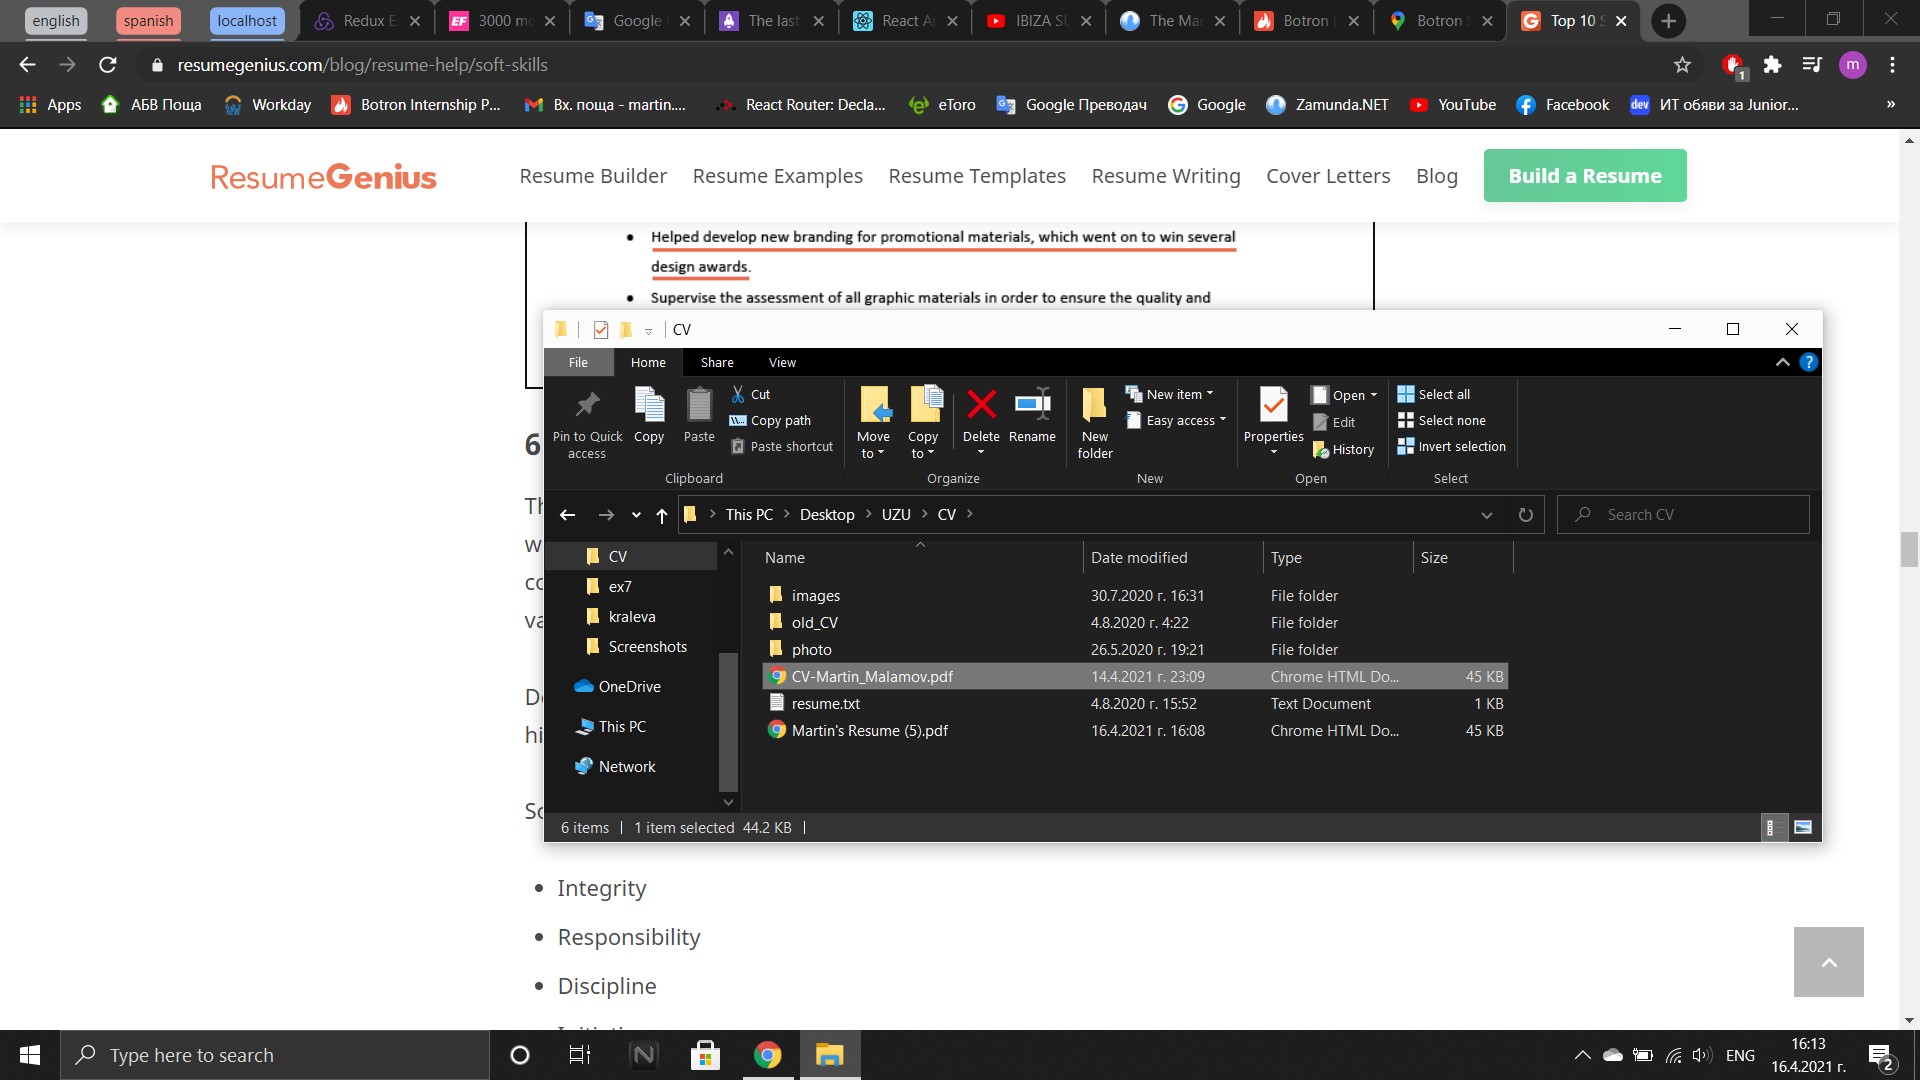 english
spanish
localhost
Redux E
3000 mo
Google
The last
React A
IBIZA SU
The Ma
Botron
Botron
Top 10 S
resumegenius.com/blog/resume-help/soft-skills
1
m
Apps
АБВ Поща
Workday
Botron Internship P...
Вх. поща - martin....
React Router: Decla...
eToro
Google Преводач
Google
Zamunda.NET
YouTube
Facebook
dev
ИТ обяви за Junior...
»
ResumeGenius
Resume Builder
Resume Examples
Resume Templates
Resume Writing
Cover Letters
Blog
Build a Resume
• Helped develop new branding for promotional materials, which went on to win several
design awards.
• Supervise the assessment of all graphic materials in order to ensure the quality and
CV
File
Home
Share
View
Pin to Quick
access
Copy
Paste
Cut
Copy path
Paste shortcut
Clipboard
Move
to
Copy
to
Delete
Rename
Organize
New
folder
New item
Easy access
New
Properties
Open
Edit
History
Open
Select all
Select none
Invert selection
Select
This PC
Desktop
UZU
CV
Search CV
CV
ex7
kraleva
Screenshots
OneDrive
This PC
Network
Name Date modified Type Size
images 30.7.2020 г. 16:31 File folder
old_CV 4.8.2020 г. 4:22 File folder
photo 26.5.2020 г. 19:21 File folder
CV-Martin_Malamov.pdf 14.4.2021 г. 23:09 Chrome HTML Do... 45 KB
resume.txt 4.8.2020 г. 15:52 Text Document 1 KB
Martin's Resume (5).pdf 16.4.2021 г. 16:08 Chrome HTML Do... 45 KB
6 items
1 item selected 44.2 KB
6
Th
w
co
va
De
hi
So
• Integrity
• Responsibility
• Discipline
Type here to search
ENG
16:13
16.4.2021 г.
2